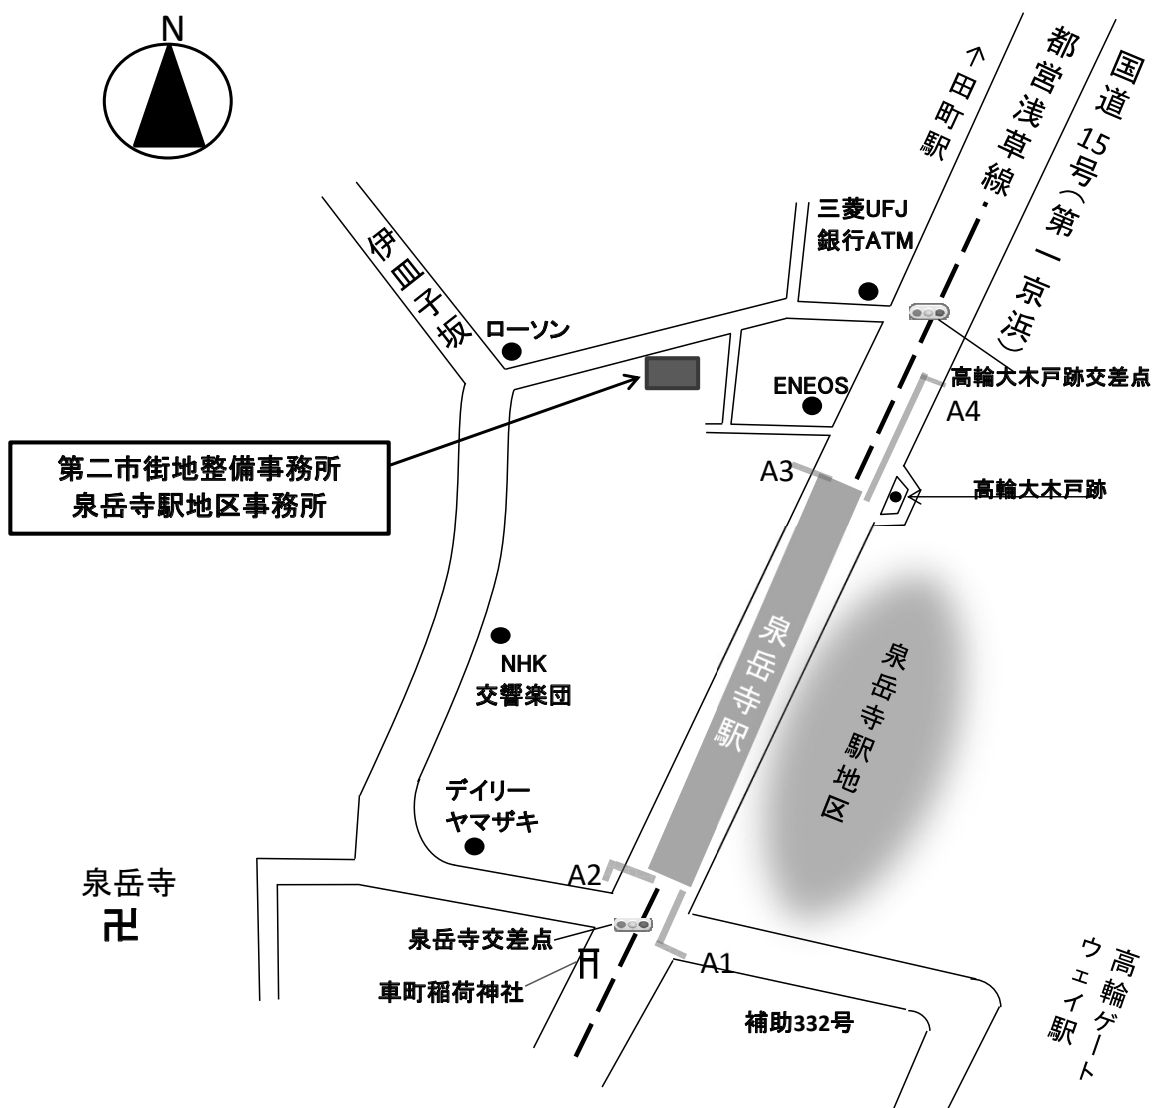 N
↑田町駅
都営浅草線
国道15号(第一京浜)
三菱UFJ
銀行ATM
伊皿子坂
ローソン
ENEOS
高輪大木戸跡交差点
A4
A3
第二市街地整備事務所
泉岳寺駅地区事務所
高輪大木戸跡
泉岳寺駅
泉岳寺駅地区
NHK
交響楽団
デイリー
ヤマザキ
A2
泉岳寺
卍
泉岳寺交差点
A1
車町稲荷神社
補助332号
高輪ゲート
ウェイ駅